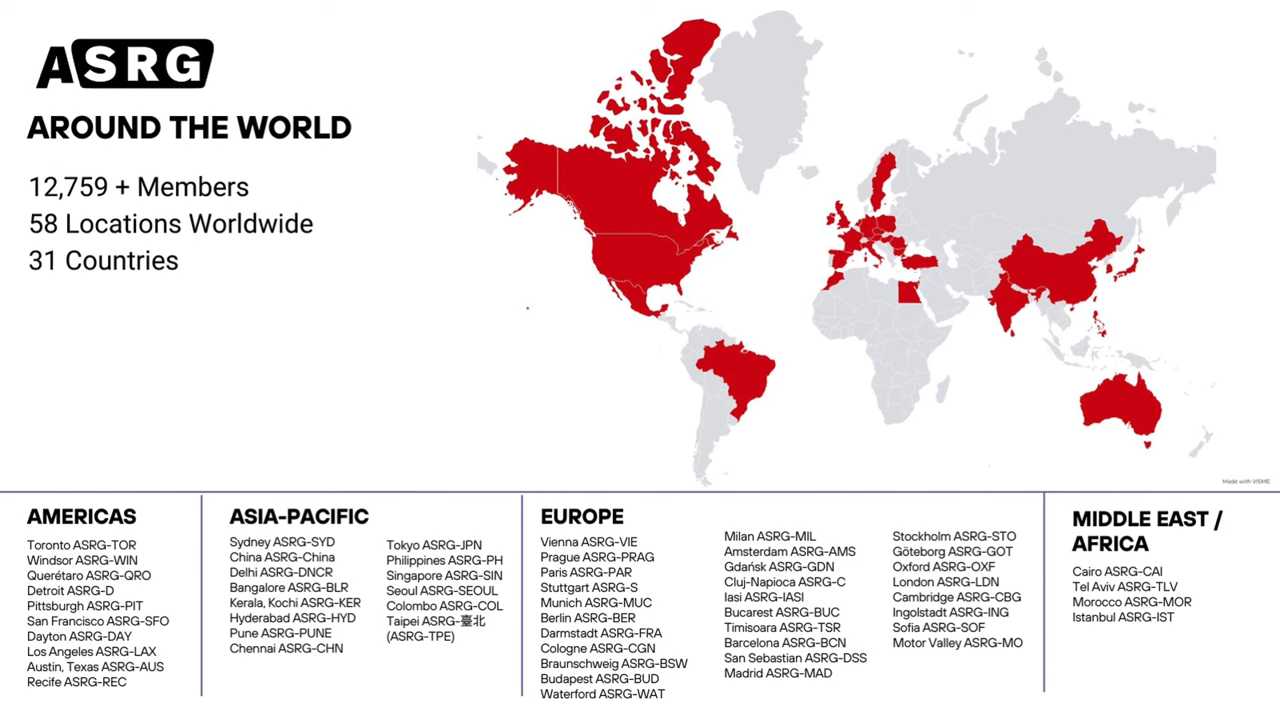 ASRG
AROUND THE WORLD
12,759 + Members
58 Locations Worldwide
31 Countries
Made with VISME
AMERICAS
Toronto ASRG-TOR
Windsor ASRG-WIN
Querétaro ASRG-QRO
Detroit ASRG-D
Pittsburgh ASRG-PIT
San Francisco ASRG-SFO
Dayton ASRG-DAY
Los Angeles ASRG-LAX
Austin, Texas ASRG-AUS
Recife ASRG-REC
ASIA-PACIFIC
Sydney ASRG-SYD
China ASRG-China
Delhi ASRG-DNCR
Bangalore ASRG-BLR
Kerala, Kochi ASRG-KER
Hyderabad ASRG-HYD
Pune ASRG-PUNE
Chennai ASRG-CHN
Tokyo ASRG-JPN
Philippines ASRG-PH
Singapore ASRG-SIN
Seoul ASRG-SEOUL
Colombo ASRG-COL
Taipei ASRG-臺北
(ASRG-TPE)
EUROPE
Vienna ASRG-VIE
Prague ASRG-PRAG
Paris ASRG-PAR
Stuttgart ASRG-S
Munich ASRG-MUC
Berlin ASRG-BER
Darmstadt ASRG-FRA
Cologne ASRG-CGN
Braunschweig ASRG-BSW
Budapest ASRG-BUD
Waterford ASRG-WAT
Milan ASRG-MIL
Amsterdam ASRG-AMS
Gdańsk ASRG-GDN
Cluj-Napioca ASRG-C
Iasi ASRG-IASI
Bucarest ASRG-BUC
Timisoara ASRG-TSR
Barcelona ASRG-BCN
San Sebastian ASRG-DSS
Madrid ASRG-MAD
Stockholm ASRG-STO
Göteborg ASRG-GOT
Oxford ASRG-OXF
London ASRG-LDN
Cambridge ASRG-CBG
Ingolstadt ASRG-ING
Sofia ASRG-SOF
Motor Valley ASRG-MO
MIDDLE EAST /
AFRICA
Cairo ASRG-CAI
Tel Aviv ASRG-TLV
Morocco ASRG-MOR
Istanbul ASRG-IST